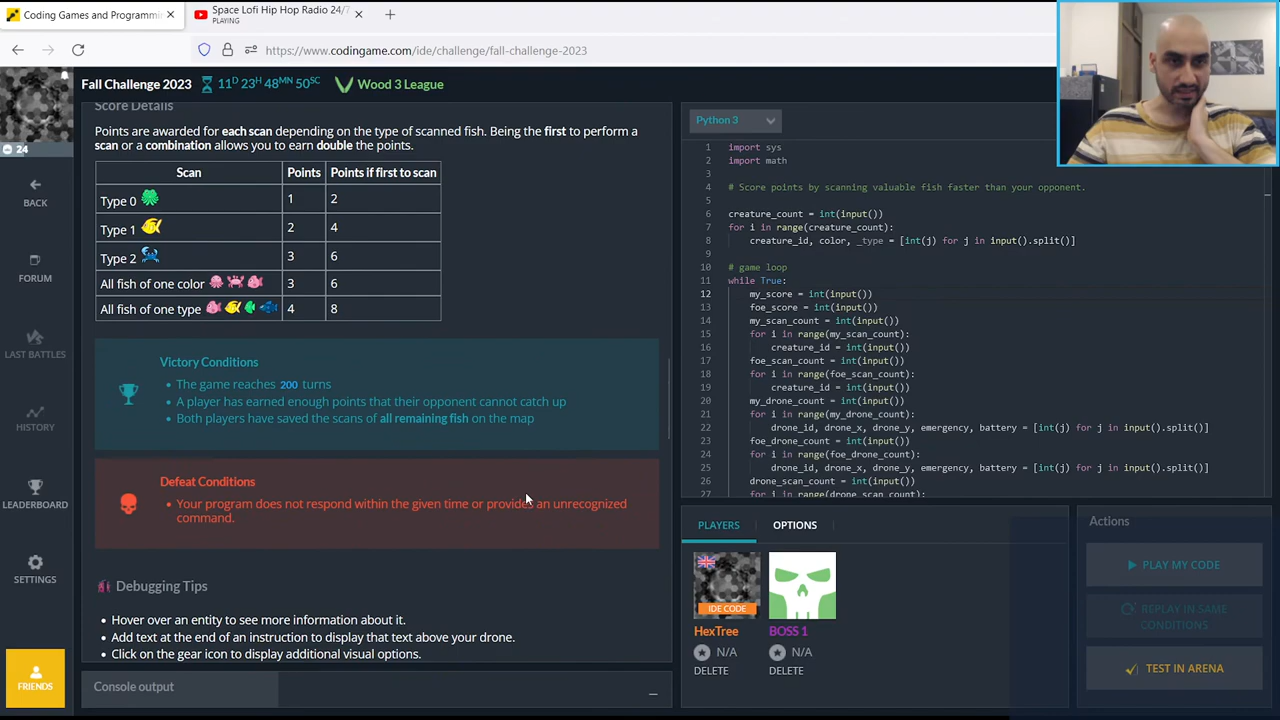 Coding Games and Programmin
Space Lofi Hip Hop Radio 24/7
PLAYING
https://www.codingame.com/ide/challenge/fall-challenge-2023
Fall Challenge 2023
11D 23H 48MN 50SC
Wood 3 League
24
BACK
FORUM
LAST BATTLES
HISTORY
LEADERBOARD
SETTINGS
FRIENDS
Score Details
Points are awarded for each scan depending on the type of scanned fish. Being the first to perform a
scan or a combination allows you to earn double the points.
Scan Points Points if first to scan
Type 0 1 2
Type 1 2 4
Type 2 3 6
All fish of one color 3 6
All fish of one type 4 8
Victory Conditions
• The game reaches 200 turns
• A player has earned enough points that their opponent cannot catch up
• Both players have saved the scans of all remaining fish on the map
Defeat Conditions
• Your program does not respond within the given time or provides an unrecognized
command.
Debugging Tips
• Hover over an entity to see more information about it.
• Add text at the end of an instruction to display that text above your drone.
• Click on the gear icon to display additional visual options.
Console output
Python 3
1 import sys
2 import math
3
4 # Score points by scanning valuable fish faster than your opponent.
5
6 creature_count = int(input())
7 for i in range(creature_count):
8 creature_id, color, _type = [int(j) for j in input().split()]
9
10 # game loop
11 while True:
12 my_score = int(input())
13 foe_score = int(input())
14 my_scan_count = int(input())
15 for i in range(my_scan_count):
16 creature_id = int(input())
17 foe_scan_count = int(input())
18 for i in range(foe_scan_count):
19 creature_id = int(input())
20 my_drone_count = int(input())
21 for i in range(my_drone_count):
22 drone_id, drone_x, drone_y, emergency, battery = [int(j) for j in input().split()]
23 foe_drone_count = int(input())
24 for i in range(foe_drone_count):
25 drone_id, drone_x, drone_y, emergency, battery = [int(j) for j in input().split()]
26 drone_scan_count = int(input())
27 for i in range(drone_scan_count):
PLAYERS
OPTIONS
IDE CODE
HexTree
N/A
DELETE
BOSS 1
N/A
DELETE
Actions
PLAY MY CODE
REPLAY IN SAME
CONDITIONS
TEST IN ARENA